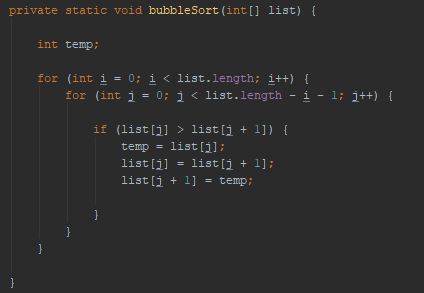 private static void bubbleSort(int[] list) {
int temp;
for (int i = 0; i < list.length; i++) {
for (int j = 0; j < list.length - i - 1; j++) {
if (list[j] > list[j + 1]) {
temp = list[j];
list[j] = list[j + 1];
list[j + 1] = temp;
}
}
}
}